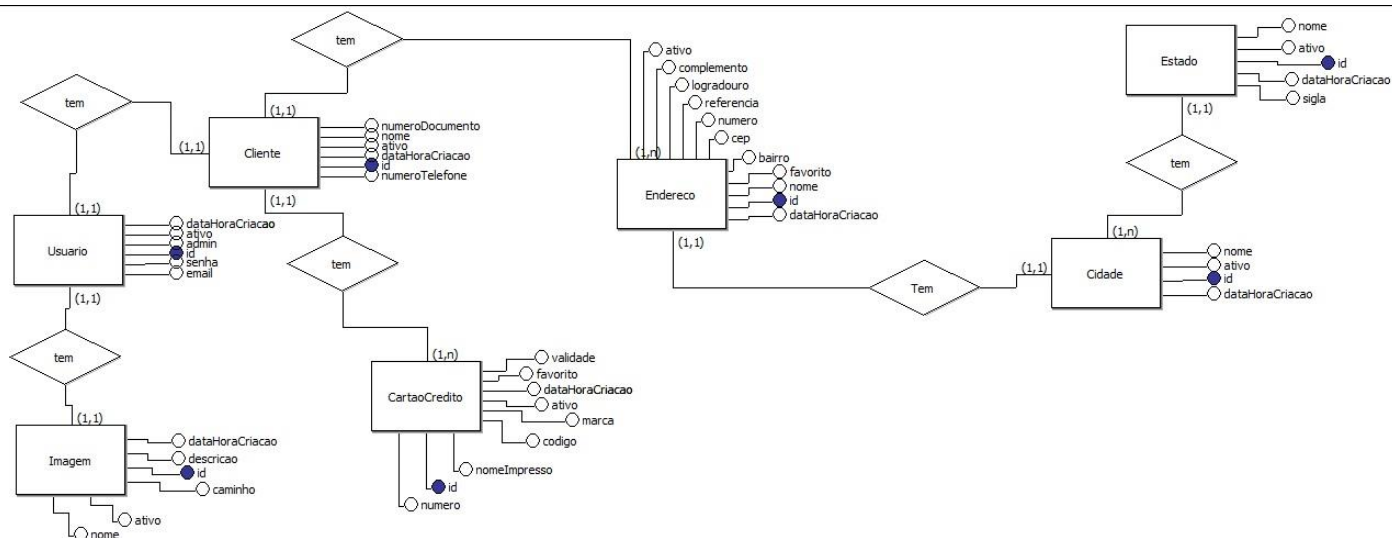 tem
(1,1)
(1,n)
tem
(1,1)
(1,1)
Cliente
numeroDocumento
nome
ativo
dataHoraCriacao
id
numeroTelefone
(1,1)
Usuario
dataHoraCriacao
ativo
admin
id
senha
email
(1,1)
tem
(1,1)
Imagem
dataHoraCriacao
descricao
id
caminho
ativo
nome
tem
(1,n)
CartaoCredito
validade
favorito
dataHoraCriacao
ativo
marca
codigo
nomeImpresso
id
numero
ativo
complemento
logradouro
referencia
numero
cep
bairro
Endereco
favorito
nome
id
dataHoraCriacao
(1,1)
Tem
(1,1)
Estado
nome
ativo
id
dataHoraCriacao
sigla
(1,1)
tem
(1,n)
Cidade
nome
ativo
id
dataHoraCriacao